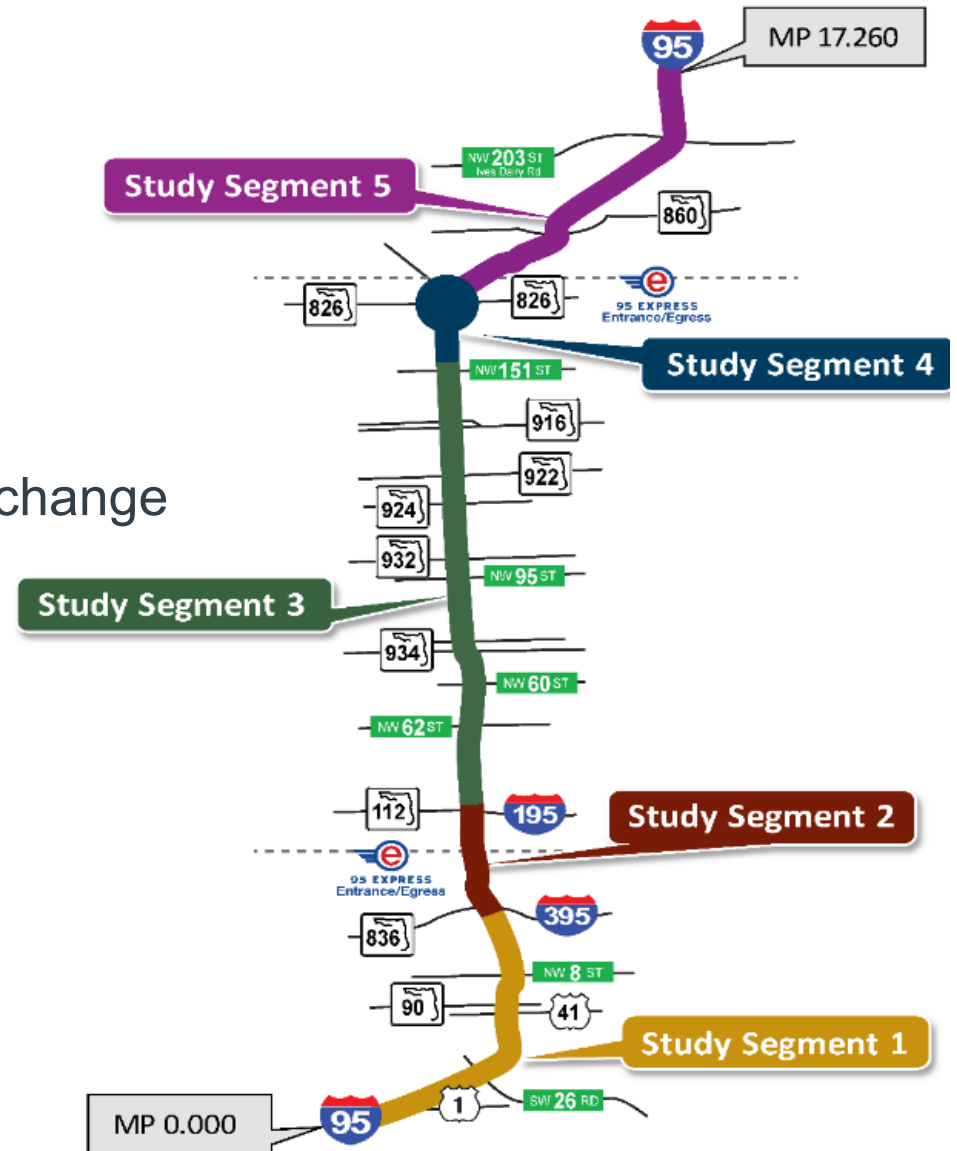 95
MP 17.260
NW 203 ST
Ives Dairy Rd
Study Segment 5
860
826
826
e
95 EXPRESS
Entrance/Egress
Study Segment 4
NW 151 ST
916
922
change
924
932
NW 95 ST
Study Segment 3
934
NW 60 ST
NW 62 ST
112
195
Study Segment 2
e
95 EXPRESS
Entrance/Egress
395
836
NW 8 ST
90
41
Study Segment 1
1
SW 26 RD
MP 0.000
95